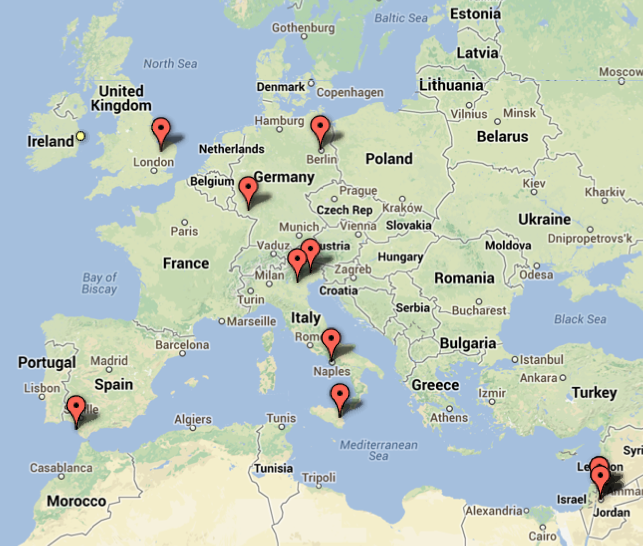 Estonia
Gothenburg
Baltic Sea
North Sea
Latvia
Moscow
Denmark
Copenhagen
Lithuania
United
Kingdom
Vilnius
Minsk
Hamburg
Ireland
Belarus
Netherlands
London
Berlin
Poland
Belgium
Germany
Prague
Kiev
Kharkiv
Czech Rep
Kraków
Ukraine
Paris
Munich
Vienna
Slovakia
Dnipropetrovs'k
Vaduz
Moldova
France
Hungary
Milan
Zagreb
Romania
Odesa
Bay of
Biscay
Turin
Croatia
Serbia
Bucharest
Italy
Black Sea
Marseille
Bulgaria
Barcelona
Istanbul
Portugal
Madrid
Naples
Ankara
Spain
Greece
Izmir
Turkey
Lisbon
Athens
Algiers
Tunis
Mediterranean
Sea
Casablanca
Tunisia
Tripoli
Israel
Morocco
Alexandria
Jordan
Cairo